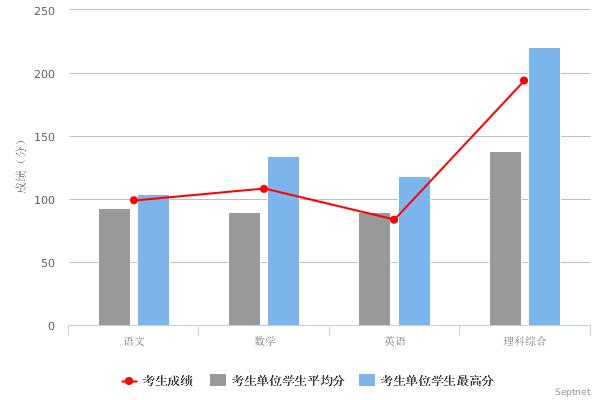 250
200
150
100
50
0
成绩（分）
语文
数学
英语
理科综合
考生成绩
考生单位学生平均分
考生单位学生最高分
Septnet